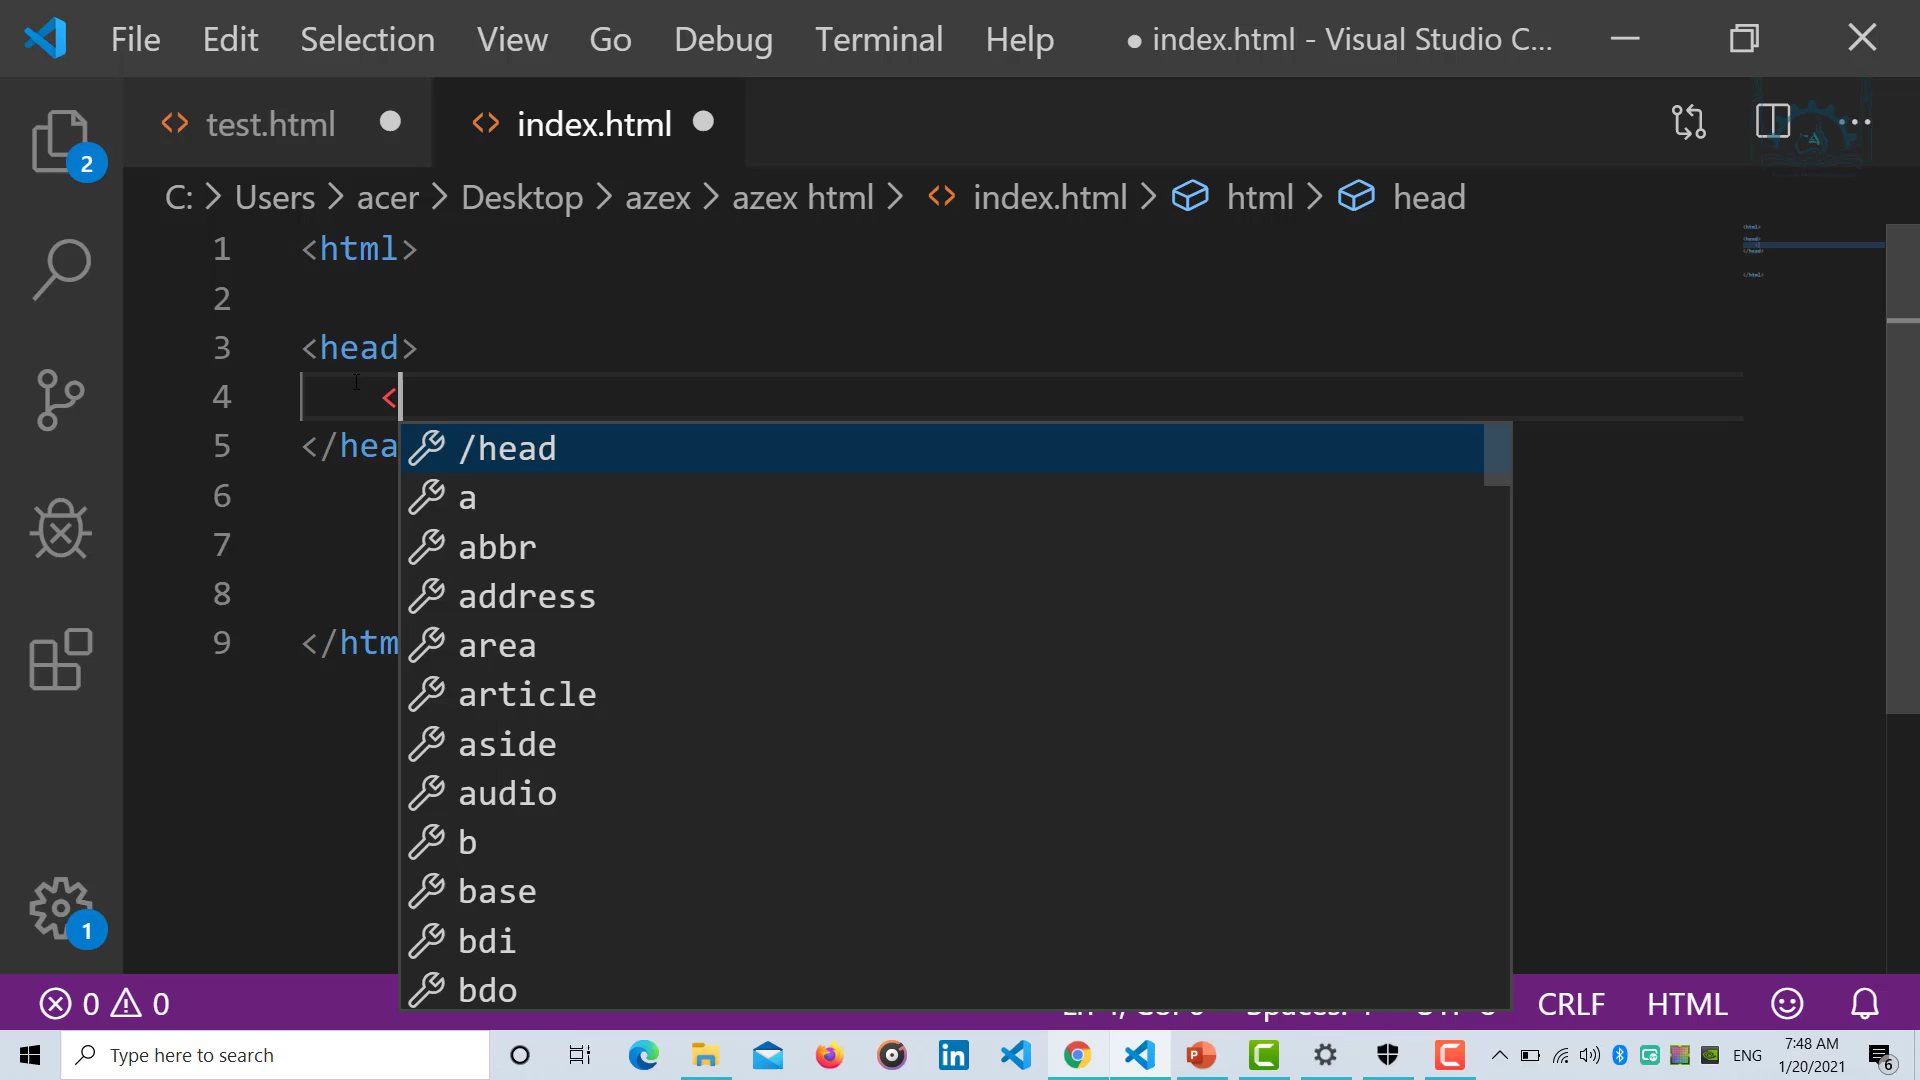 File Edit Selection View Go Debug Terminal Help ● index.html - Visual Studio C...
test.html index.html
C: > Users > acer > Desktop > azex > azex html > index.html > html > head
1 <html>
2
3 <head>
4 <
5 </hea
6
7
8
9 </htm
/head
a
abbr
address
area
article
aside
audio
b
base
bdi
bdo
2
1
0 0 CRLF HTML
Type here to search ENG 7:48 AM
1/20/2021 6